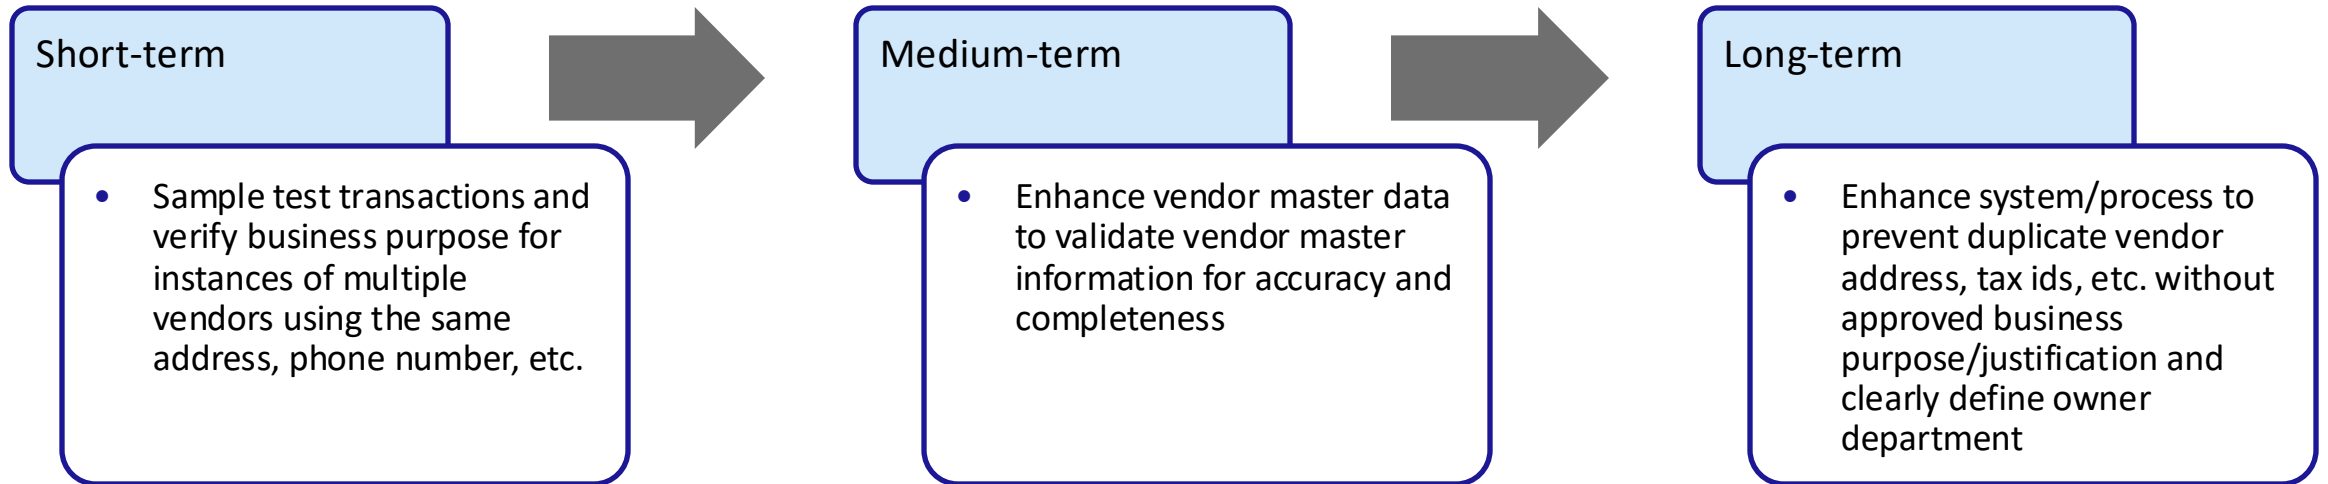 Short-term
• Sample test transactions and
verify business purpose for
instances of multiple
vendors using the same
address, phone number, etc.
Medium-term
• Enhance vendor master data
to validate vendor master
information for accuracy and
completeness
Long-term
• Enhance system/process to
prevent duplicate vendor
address, tax ids, etc. without
approved business
purpose/justification and
clearly define owner
department